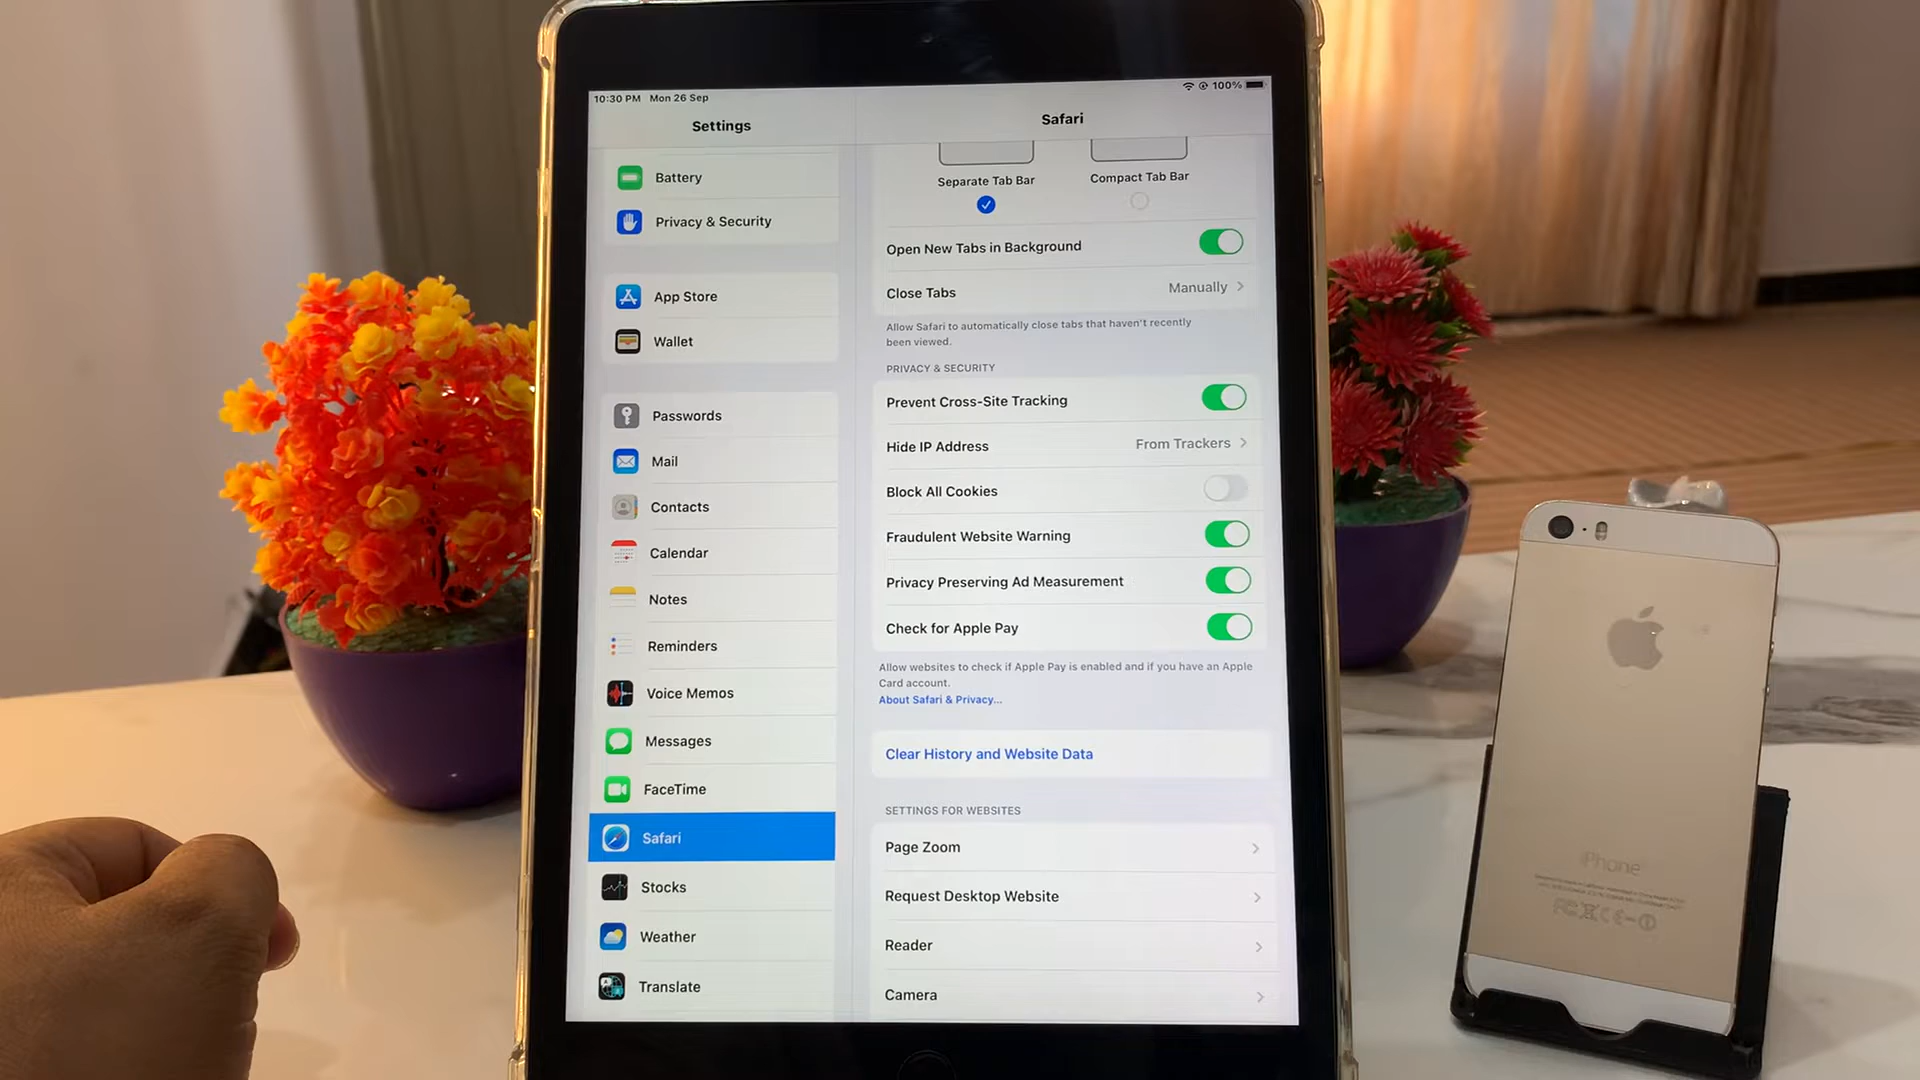 10:30 PM Mon 26 Sep
100%
Settings
Battery
Privacy & Security
App Store
Wallet
Passwords
Mail
Contacts
Calendar
Notes
Reminders
Voice Memos
Messages
FaceTime
Safari
Stocks
Weather
Translate
Safari
Separate Tab Bar
Compact Tab Bar
Open New Tabs in Background
Close Tabs Manually
Allow Safari to automatically close tabs that haven't recently
been viewed.
PRIVACY & SECURITY
Prevent Cross-Site Tracking
Hide IP Address From Trackers
Block All Cookies
Fraudulent Website Warning
Privacy Preserving Ad Measurement
Check for Apple Pay
Allow websites to check if Apple Pay is enabled and if you have an Apple
Card account.
About Safari & Privacy...
Clear History and Website Data
SETTINGS FOR WEBSITES
Page Zoom
Request Desktop Website
Reader
Camera
iPhone